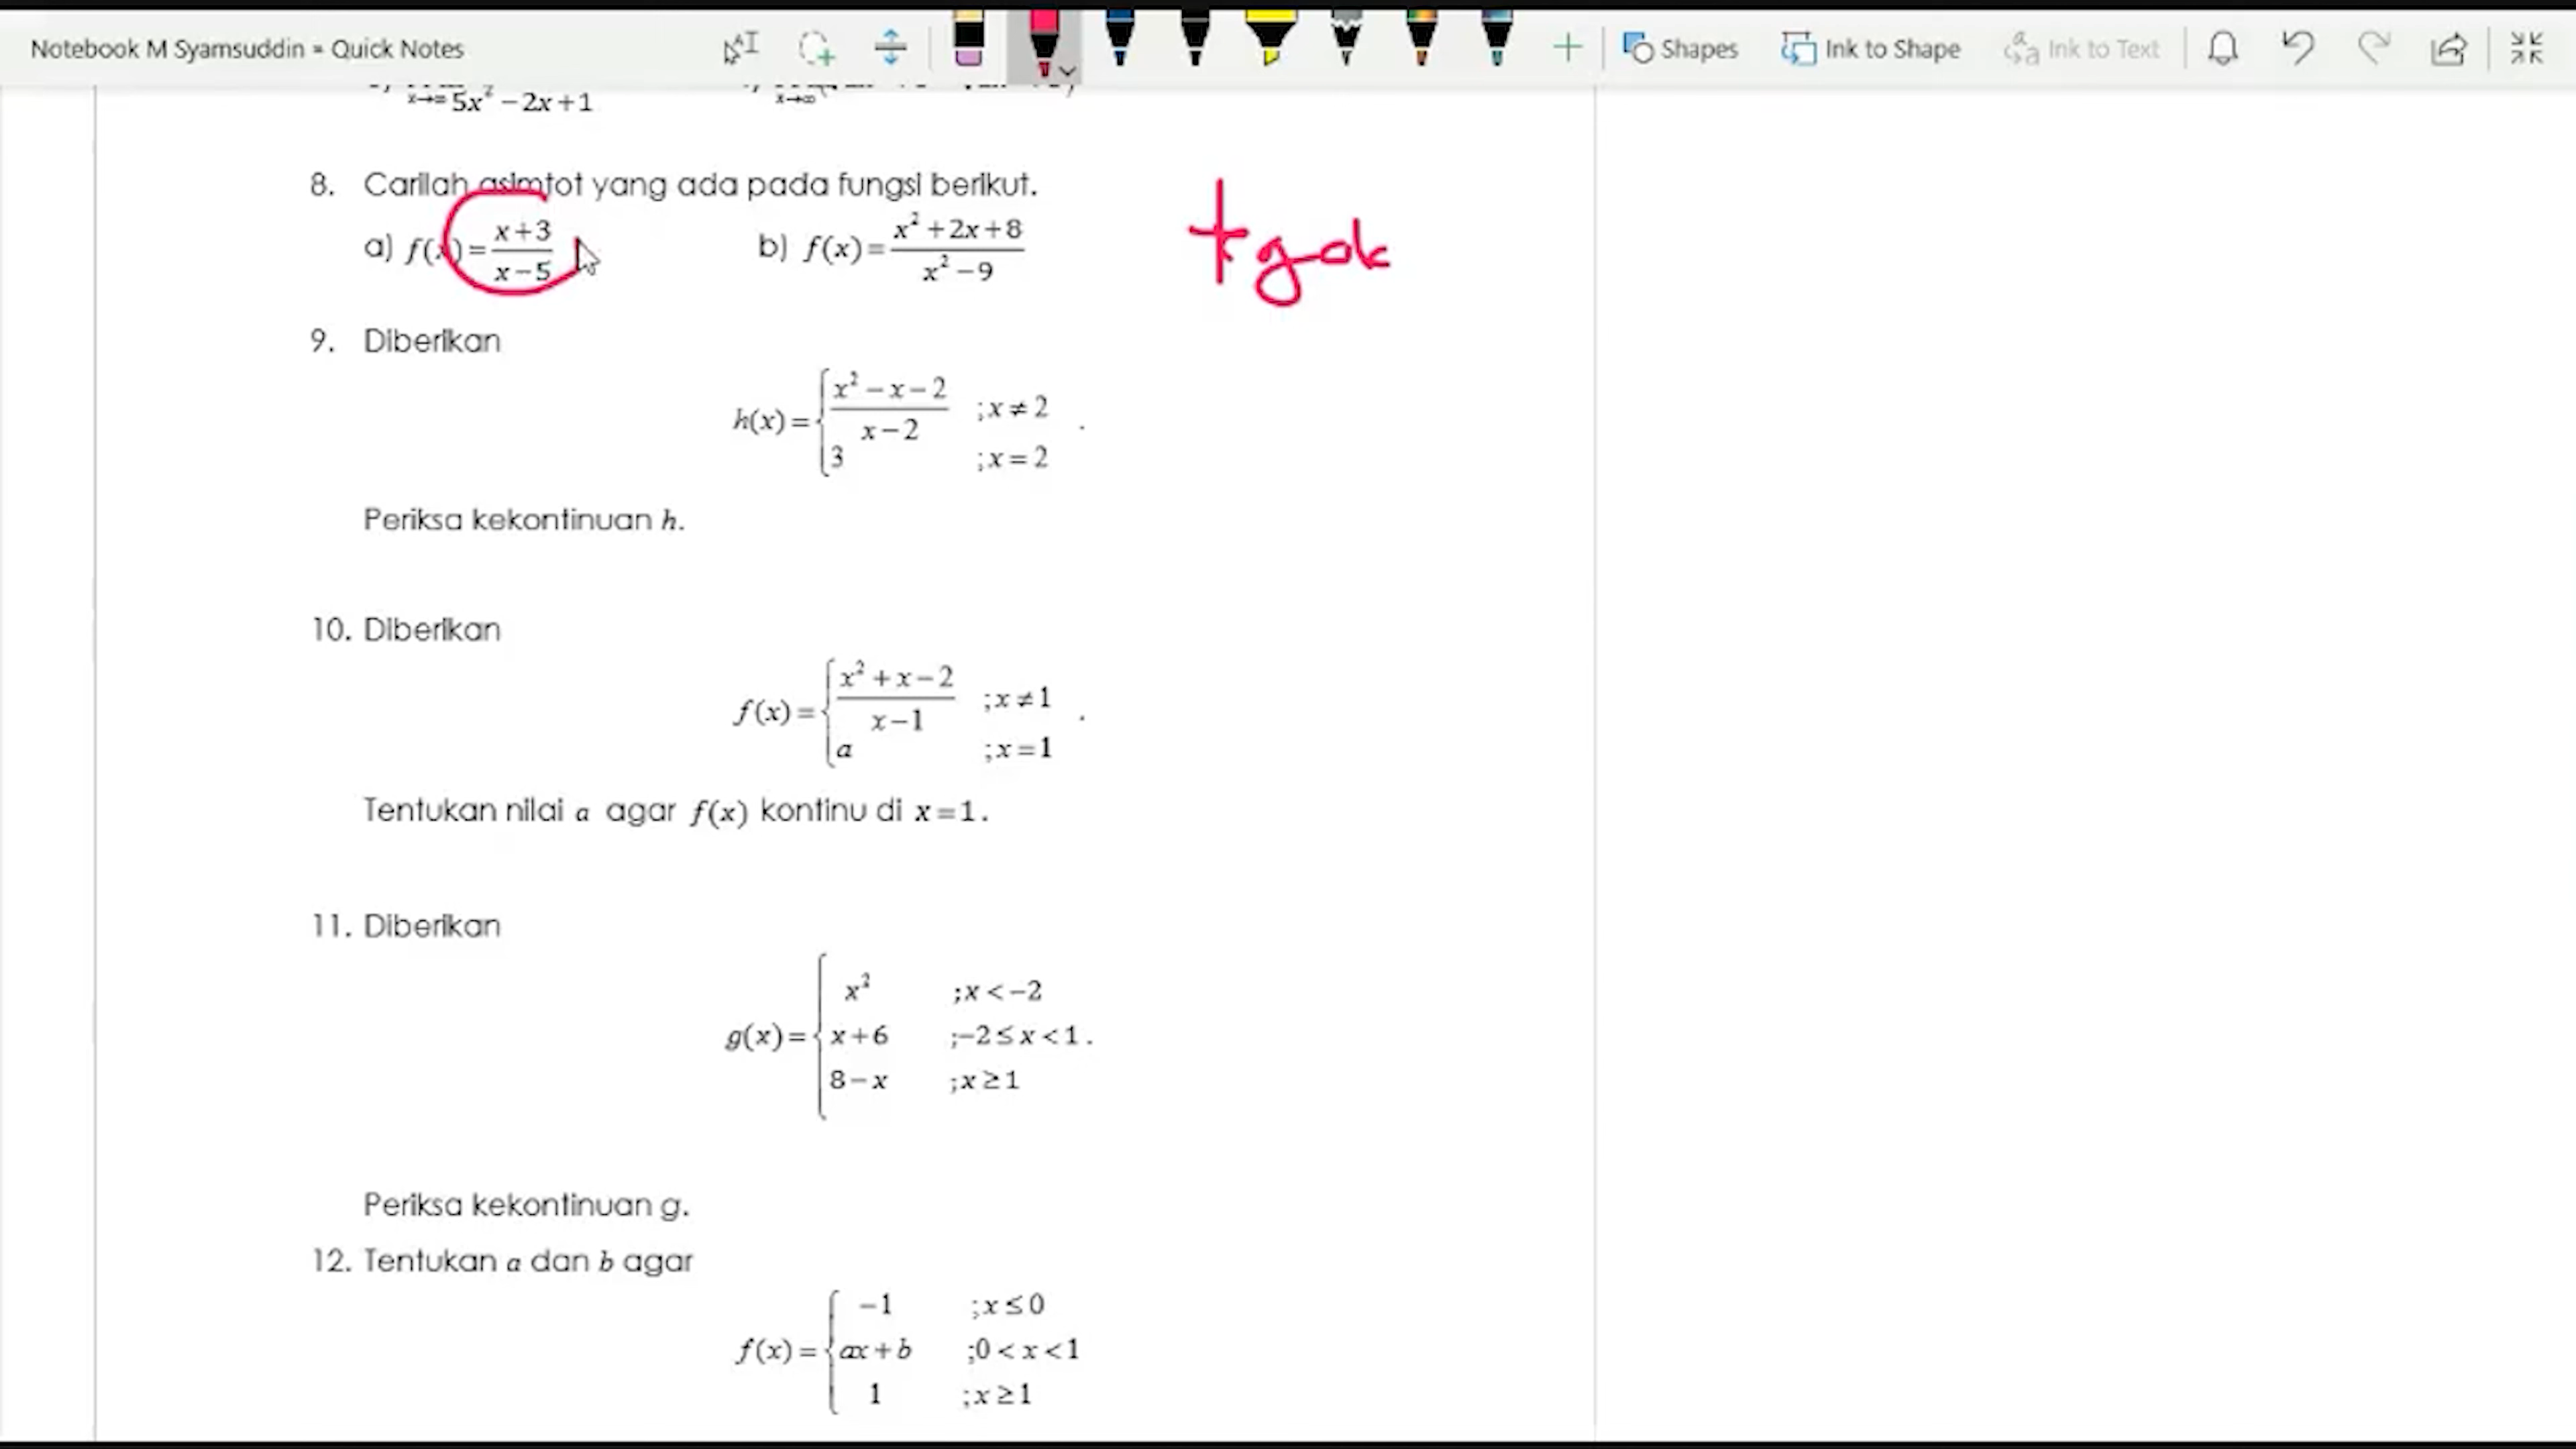 Notebook M Syamsuddin » Quick Notes
Shapes
Ink to Shape
Ink to Text
x→∞ 5x² − 2x + 1
x→∞
8. Carilah asimtot yang ada pada fungsi berikut.
a) f(x) = (x+3)/(x−5)
b) f(x) = (x²+2x+8)/(x²−9)
9. Diberikan
h(x) = { (x²−x−2)/(x−2) ;x≠2 .
3 ;x=2
Periksa kekontinuan h.
10. Diberikan
f(x) = { (x²+x−2)/(x−1) ;x≠1 .
a ;x=1
Tentukan nilai a agar f(x) kontinu di x=1.
11. Diberikan
g(x) = { x² ;x<−2
x+6 ;−2≤x<1.
8−x ;x≥1
Periksa kekontinuan g.
12. Tentukan a dan b agar
f(x) = { −1 ;x≤0
ax+b ;0<x<1
1 ;x≥1